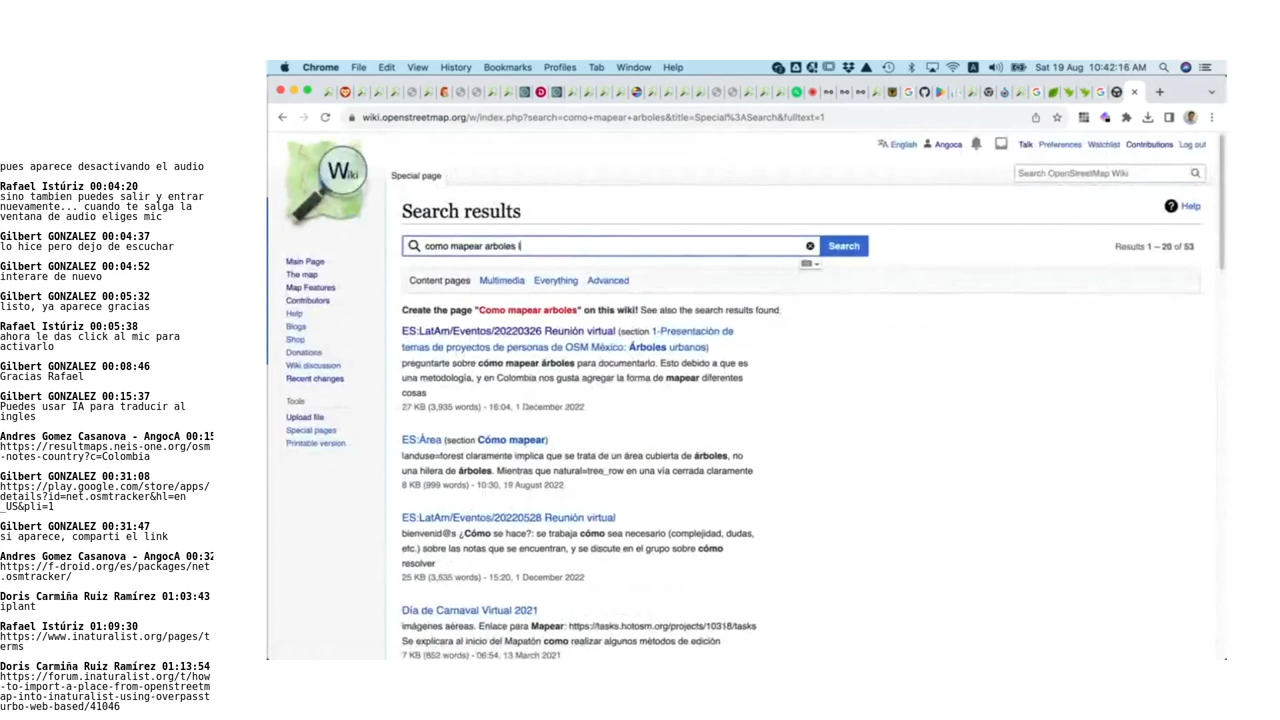 pues aparece desactivando el audio
Rafael Istúriz 00:04:20
sino tambien puedes salir y entrar
nuevamente... cuando te salga la
ventana de audio eliges mic
Gilbert GONZALEZ 00:04:37
lo hice pero dejo de escuchar
Gilbert GONZALEZ 00:04:52
interare de nuevo
Gilbert GONZALEZ 00:05:32
listo, ya aparece gracias
Rafael Istúriz 00:05:38
ahora le das click al mic para
activarlo
Gilbert GONZALEZ 00:08:46
Gracias Rafael
Gilbert GONZALEZ 00:15:37
Puedes usar IA para traducir al
ingles
Andres Gomez Casanova - AngocA 00:15
https://resultmaps.neis-one.org/osm
-notes-country?c=Colombia
Gilbert GONZALEZ 00:31:08
https://play.google.com/store/apps/
details?id=net.osmtracker&hl=en
_US&pli=1
Gilbert GONZALEZ 00:31:47
si aparece, comparti el link
Andres Gomez Casanova - AngocA 00:32
https://f-droid.org/es/packages/net
.osmtracker/
Doris Carmiña Ruiz Ramírez 01:03:43
iplant
Rafael Istúriz 01:09:30
https://www.inaturalist.org/pages/t
erms
Doris Carmiña Ruiz Ramírez 01:13:54
https://forum.inaturalist.org/t/how
-to-import-a-place-from-openstreetm
ap-into-inaturalist-using-overpasst
urbo-web-based/41046
Chrome File Edit View History Bookmarks Profiles Tab Window Help Sat 19 Aug 10:42:16 AM
wiki.openstreetmap.org/w/index.php?search=como+mapear+arboles&title=Special%3ASearch&fulltext=1
English Angoca Talk Preferences Watchlist Contributions Log out
Wiki
Special page
Search OpenStreetMap Wiki
Search results
Help
como mapear arboles i
Search
Results 1 – 20 of 53
Main Page
The map
Map Features
Contributors
Help
Blogs
Shop
Donations
Wiki discussion
Recent changes
Tools
Upload file
Special pages
Printable version
Content pages Multimedia Everything Advanced
Create the page "Como mapear arboles" on this wiki! See also the search results found.
ES:LatAm/Eventos/20220326 Reunión virtual (section 1-Presentación de
temas de proyectos de personas de OSM México: Árboles urbanos)
preguntarte sobre cómo mapear árboles para documentarlo. Esto debido a que es
una metodología, y en Colombia nos gusta agregar la forma de mapear diferentes
cosas
27 KB (3,935 words) - 16:04, 1 December 2022
ES:Área (section Cómo mapear)
landuse=forest claramente implica que se trata de un área cubierta de árboles, no
una hilera de árboles. Mientras que natural=tree_row en una vía cerrada claramente
8 KB (999 words) - 10:30, 19 August 2022
ES:LatAm/Eventos/20220528 Reunión virtual
bienvenid@s ¿Cómo se hace?: se trabaja cómo sea necesario (complejidad, dudas,
etc.) sobre las notas que se encuentran, y se discute en el grupo sobre cómo
resolver
25 KB (3,535 words) - 15:20, 1 December 2022
Día de Carnaval Virtual 2021
imágenes aéreas. Enlace para Mapear: https://tasks.hotosm.org/projects/10318/tasks
Se explicara al inicio del Mapatón como realizar algunos métodos de edición
7 KB (852 words) - 06:54, 13 March 2021